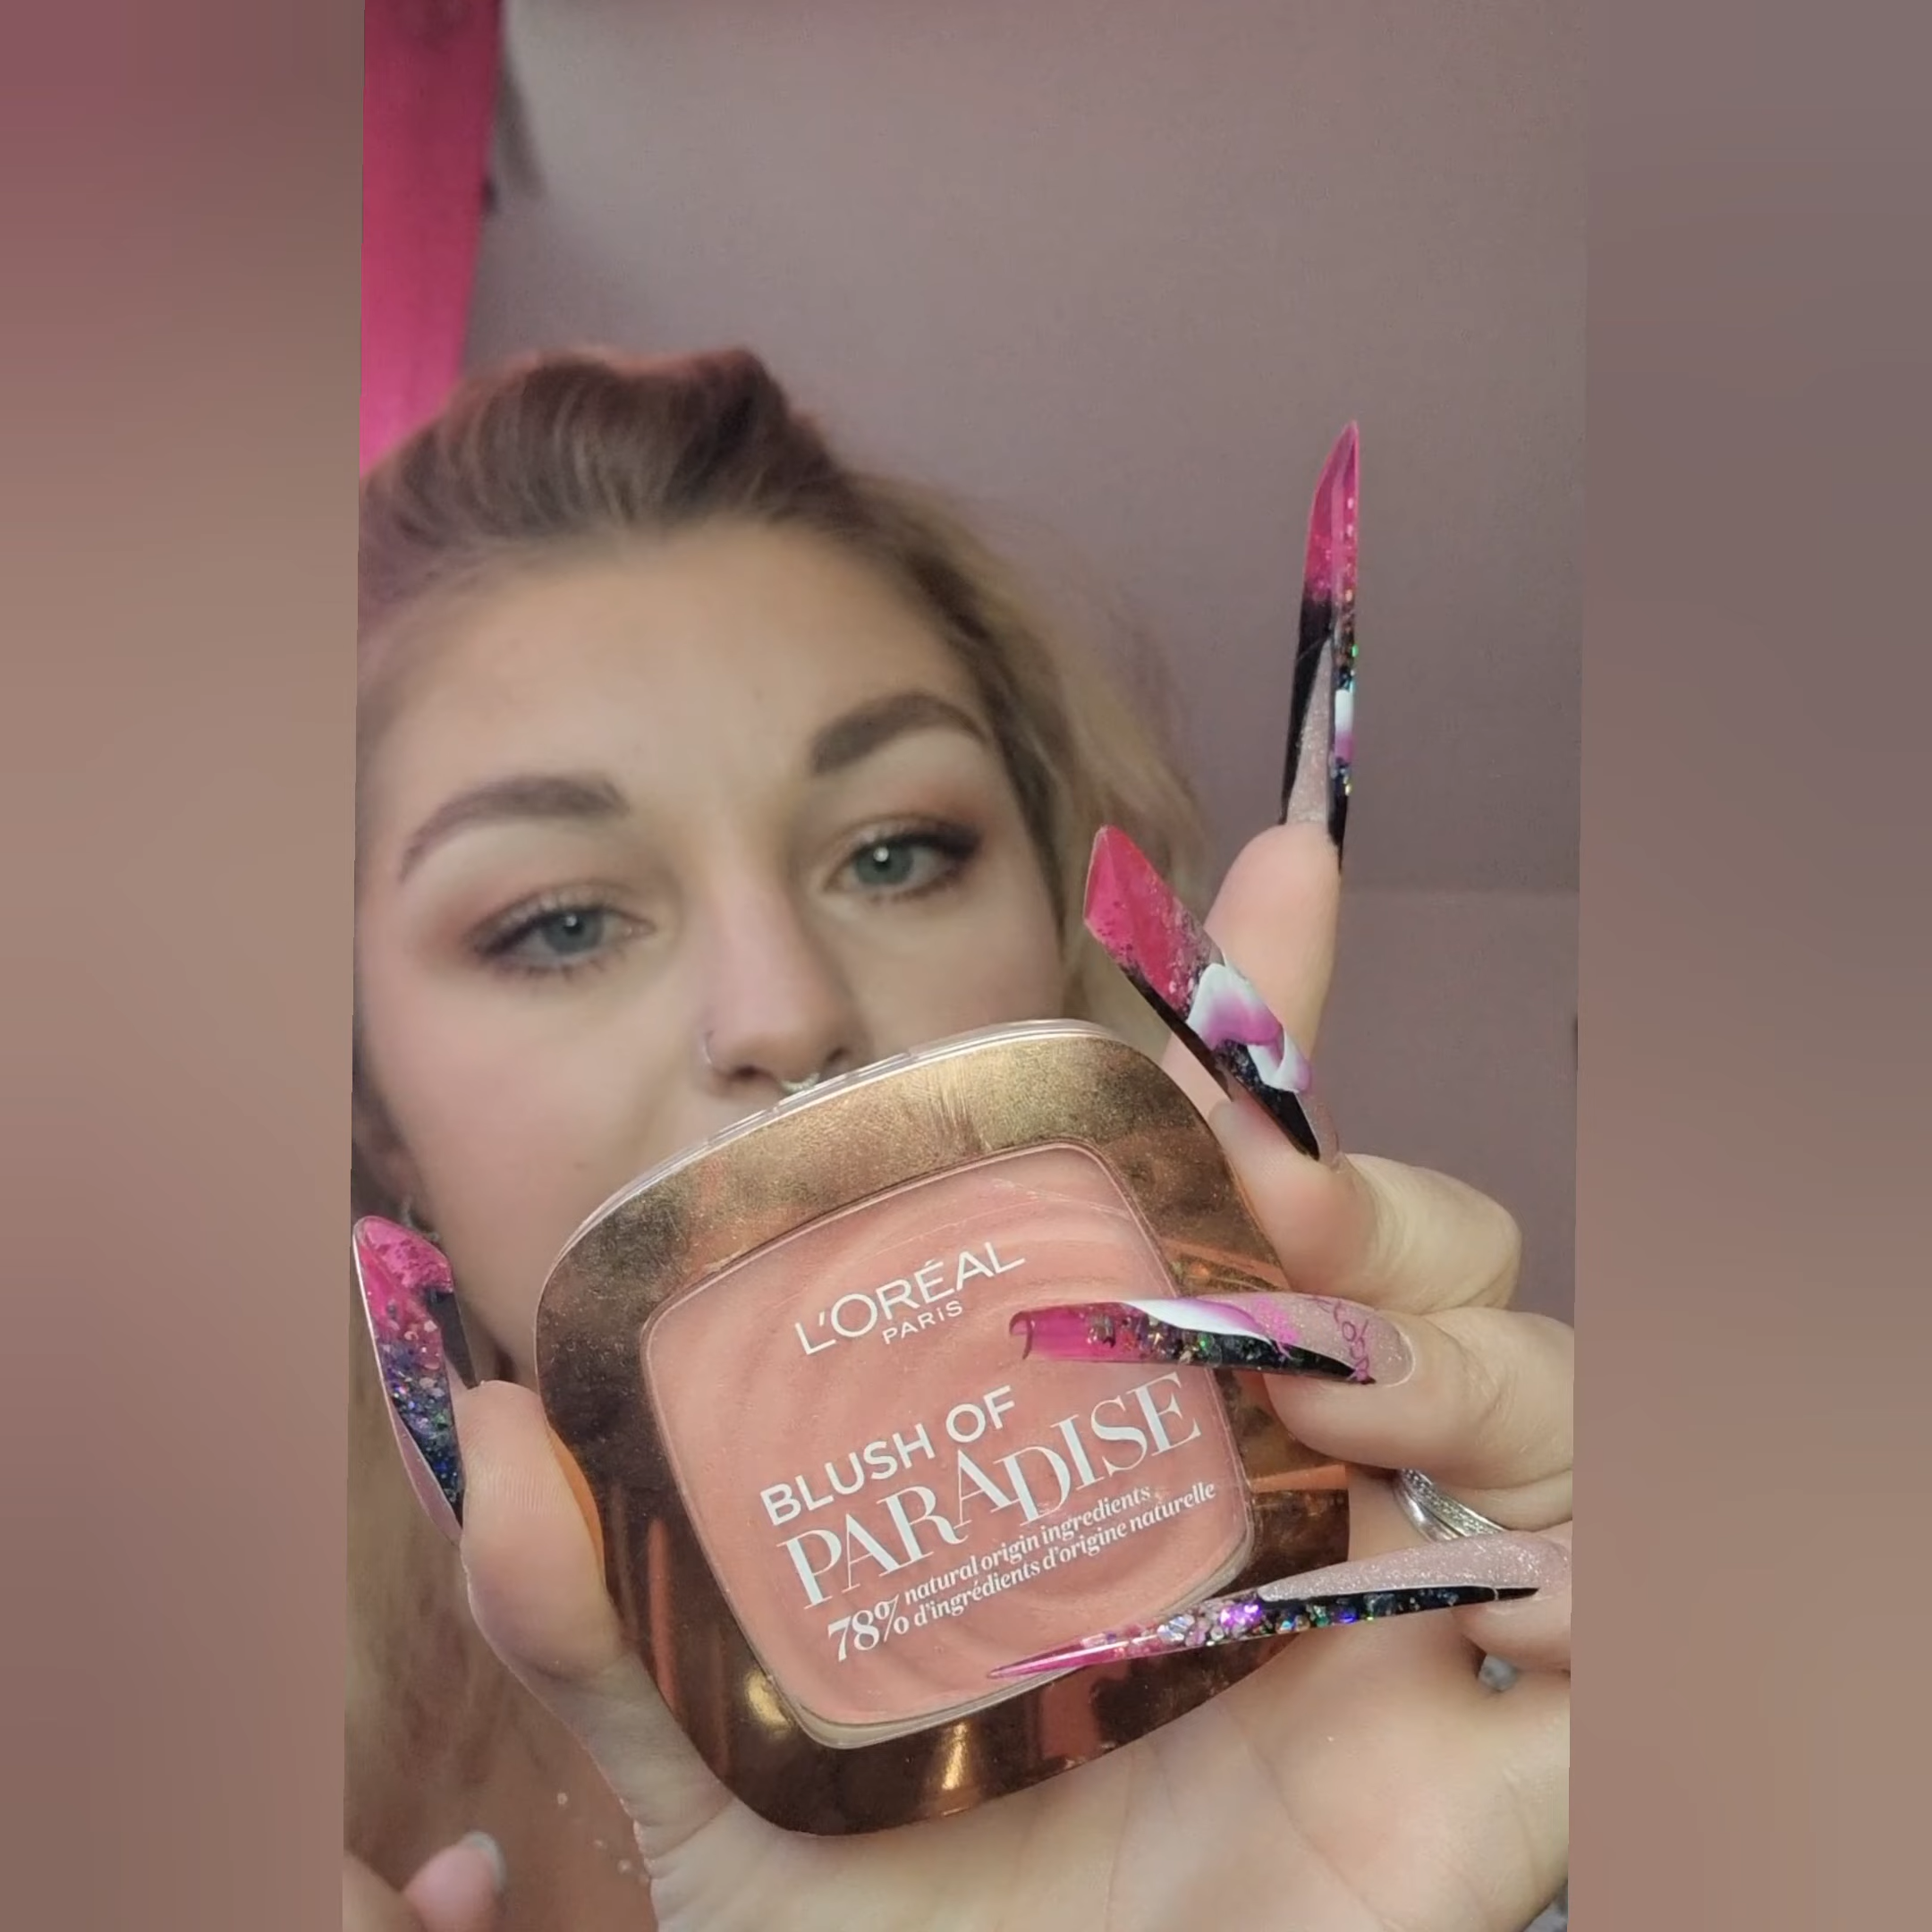 L'ORÉAL
PARIS
BLUSH OF
PARADISE
78% natural origin ingredients
d'ingrédients d'origine naturelle